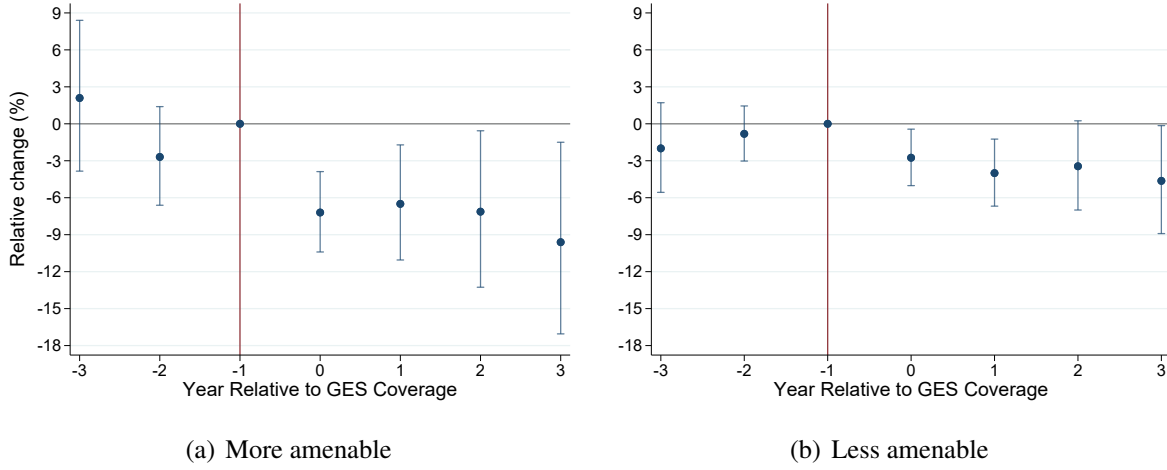 Relative change (%)
9
6
3
0
-3
-6
-9
-12
-15
-18
-3 -2 -1 0 1 2 3
Year Relative to GES Coverage
(a) More amenable
9
6
3
0
-3
-6
-9
-12
-15
-18
-3 -2 -1 0 1 2 3
Year Relative to GES Coverage
(b) Less amenable